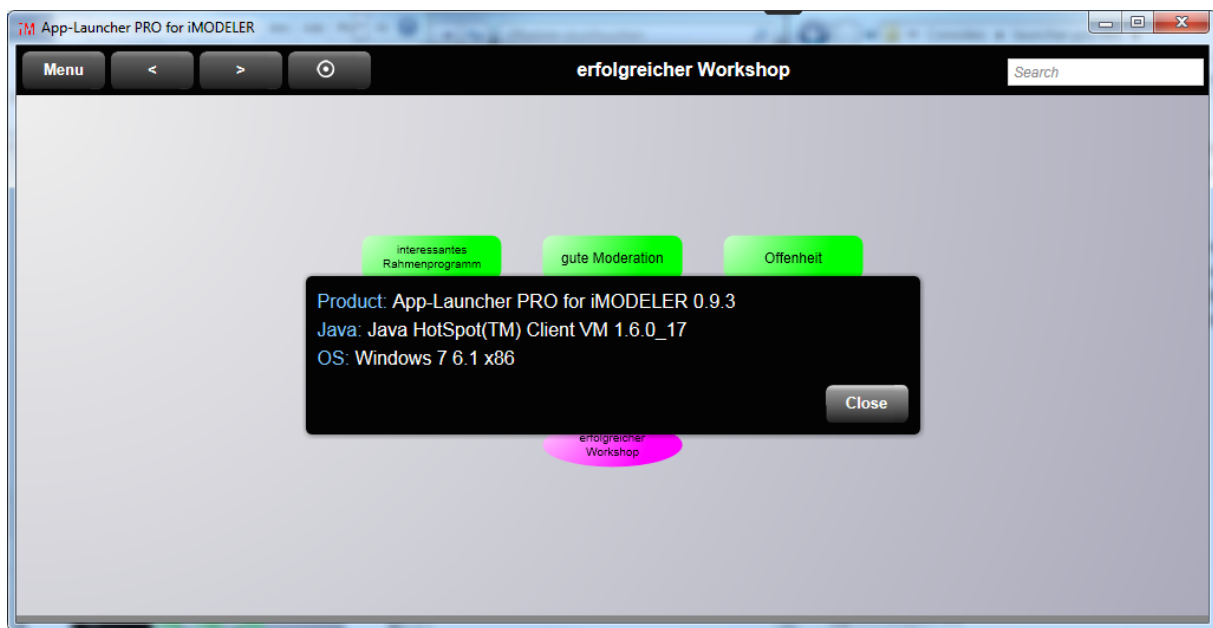 iM App-Launcher PRO for iMODELER
Menu < > erfolgreicher Workshop Search
interessantes
Rahmenprogramm
gute Moderation
Offenheit
Product: App-Launcher PRO for iMODELER 0.9.3
Java: Java HotSpot(TM) Client VM 1.6.0_17
OS: Windows 7 6.1 x86
Close
erfolgreicher
Workshop